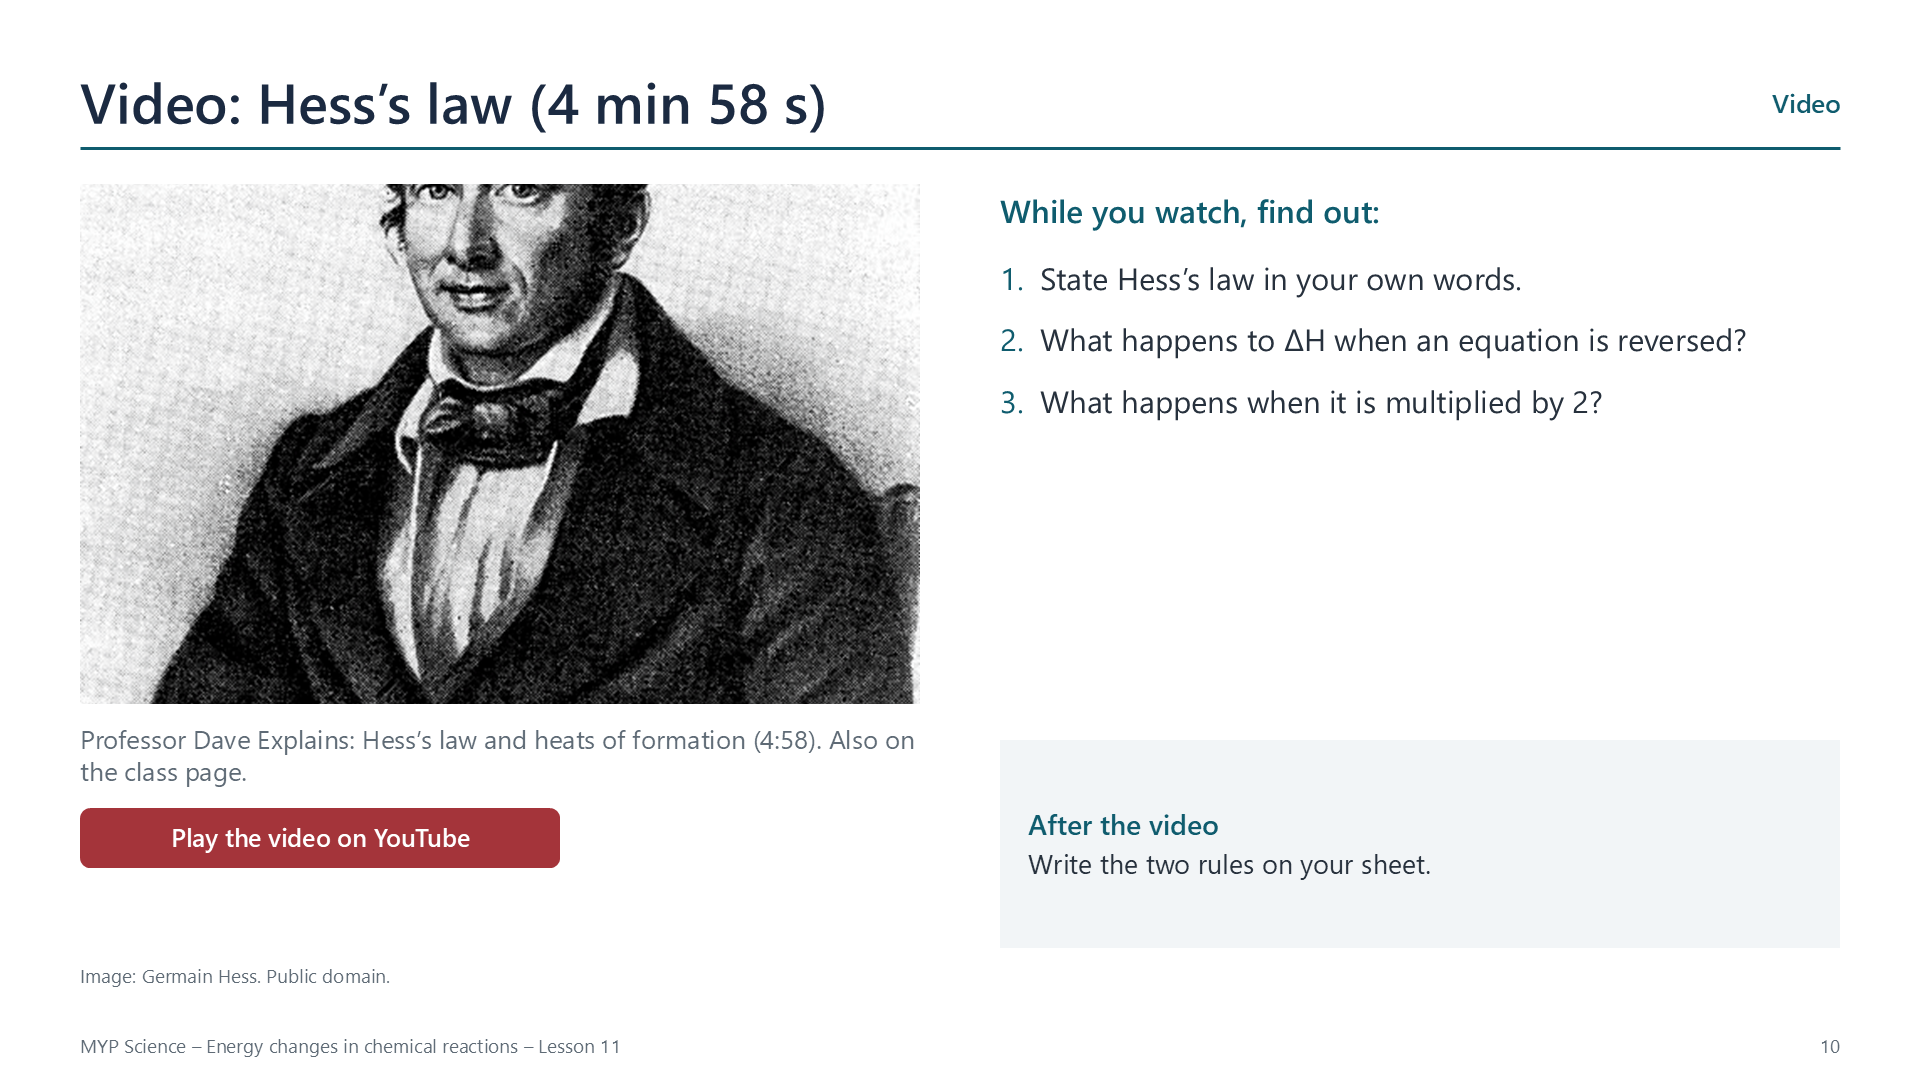 Video: Hess’s law (4 min 58 s)
Video
While you watch, find out:
1. State Hess’s law in your own words.
2. What happens to ΔH when an equation is reversed?
3. What happens when it is multiplied by 2?
Professor Dave Explains: Hess’s law and heats of formation (4:58). Also on
the class page.
Play the video on YouTube
After the video
Write the two rules on your sheet.
Image: Germain Hess. Public domain.
MYP Science – Energy changes in chemical reactions – Lesson 11
10